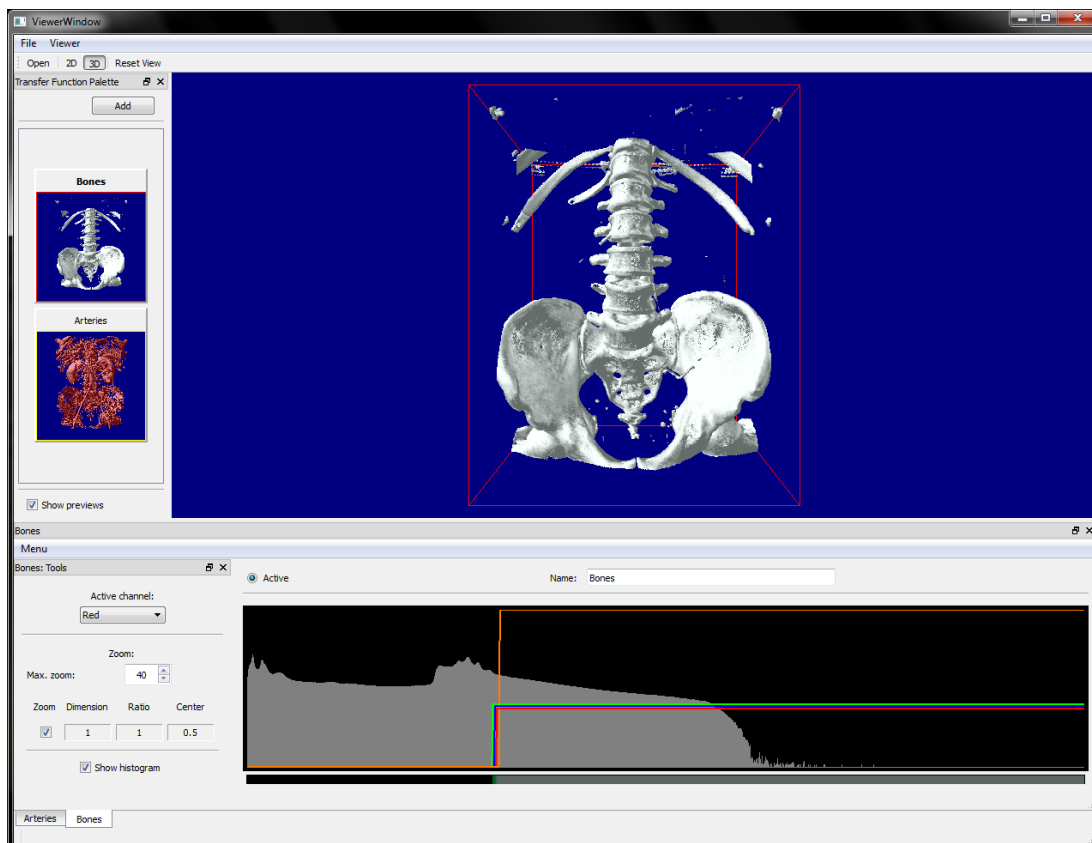 ViewerWindow
File Viewer
Open 2D 3D Reset View
Transfer Function Palette
Add
Bones
Arteries
Show previews
Bones
Menu
Bones: Tools
Active channel:
Red
Zoom:
Max. zoom: 40
Zoom Dimension Ratio Center
1 1 0.5
Show histogram
Active Name: Bones
Arteries Bones